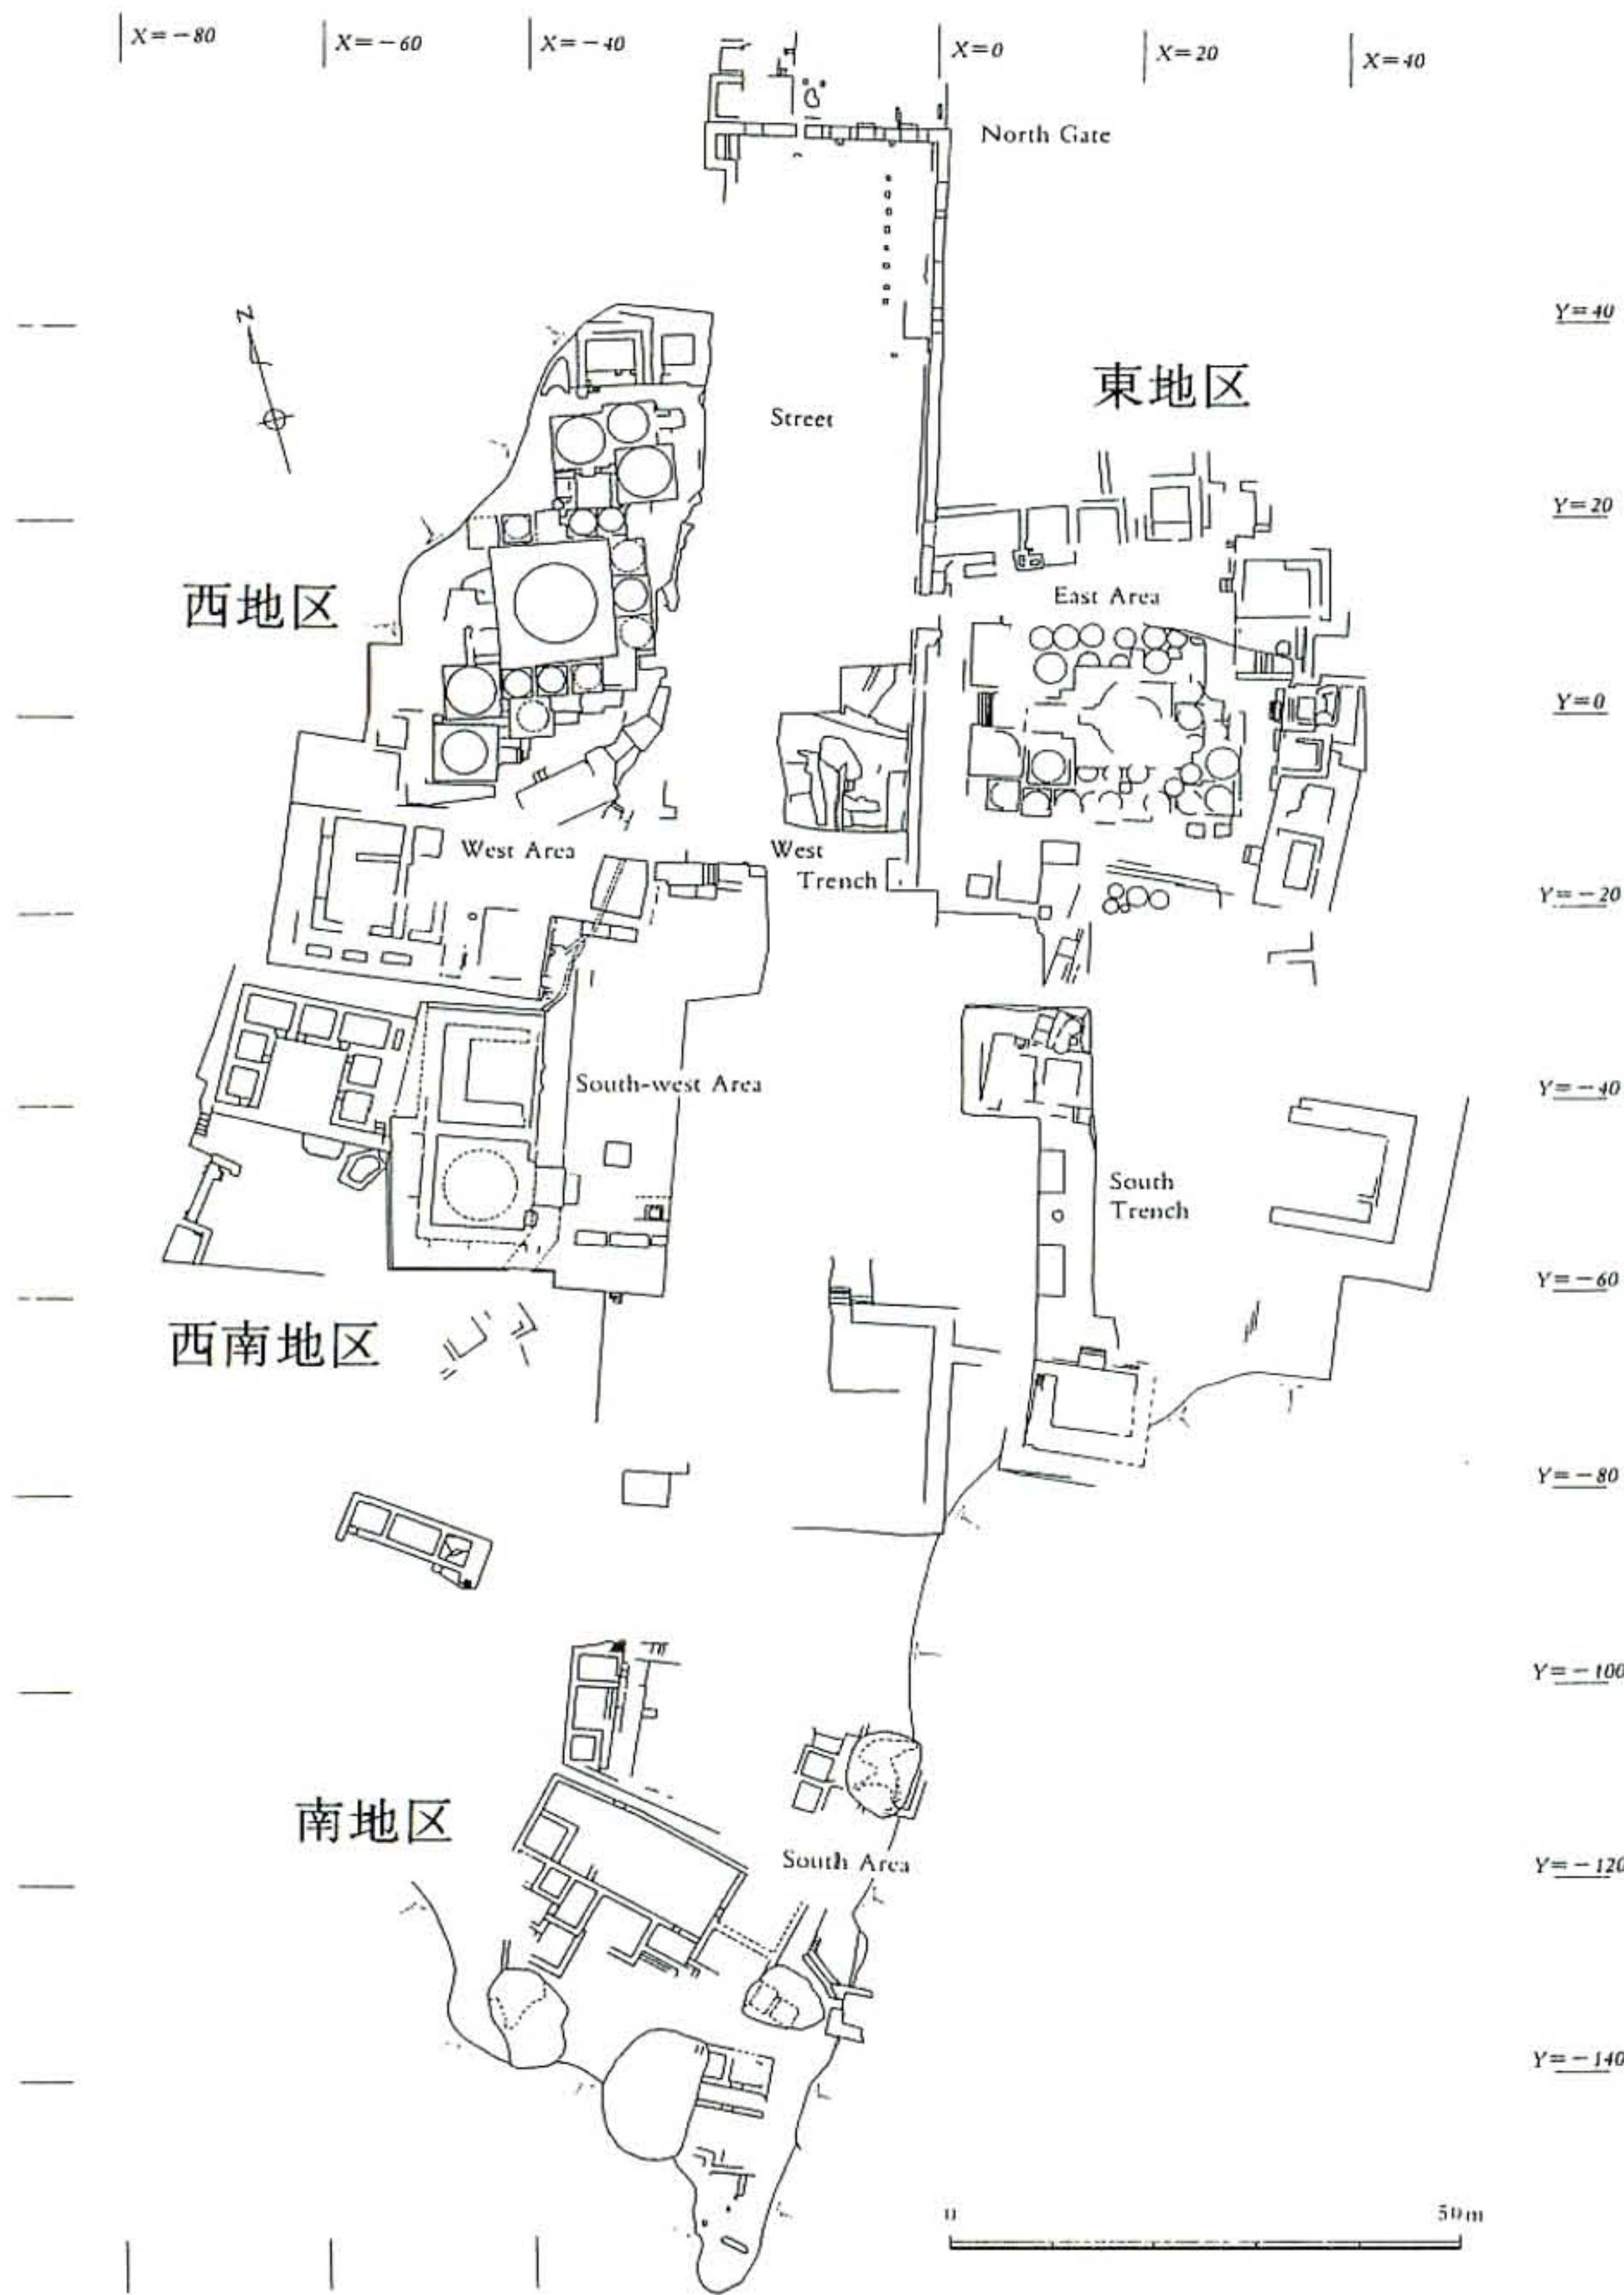 X=-80
X=-60
X=-40
X=0
X=20
X=40
North Gate
N
Y=40
東地区
Street
Y=20
西地区
East Area
Y=0
West Area
West
Trench
Y=-20
South-west Area
Y=-40
South
Trench
Y=-60
西南地区
Y=-80
Y=-100
南地区
South Area
Y=-120
Y=-140
0
50m